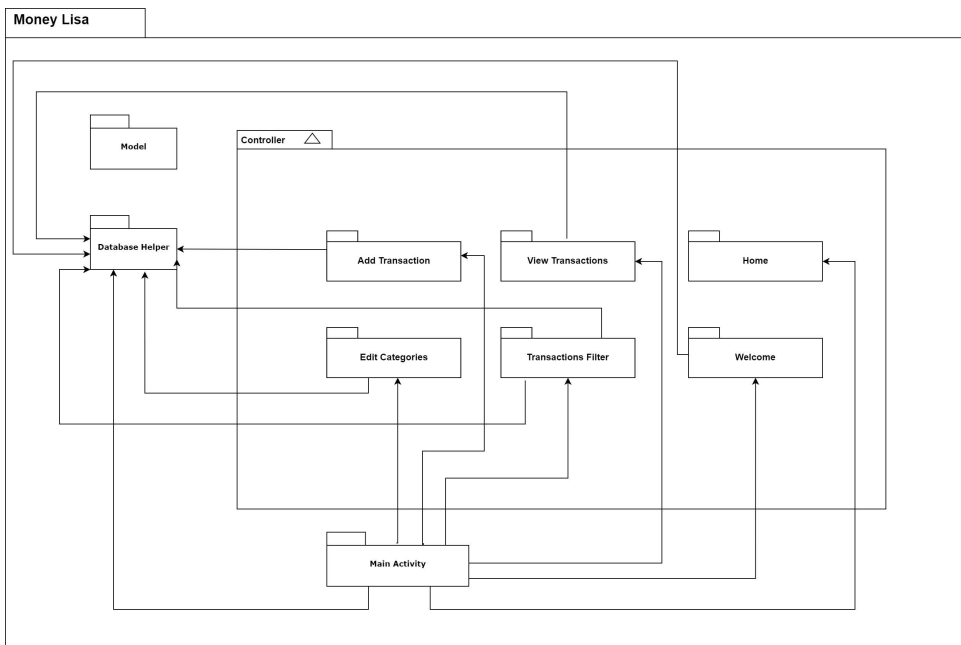 Money Lisa
Model
Controller
Database Helper
Add Transaction
View Transactions
Home
Edit Categories
Transactions Filter
Welcome
Main Activity